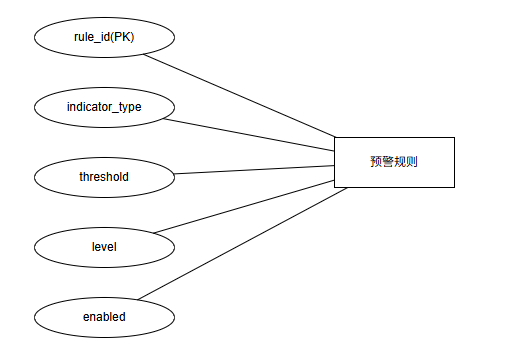 rule_id(PK)
indicator_type
预警规则
threshold
level
enabled